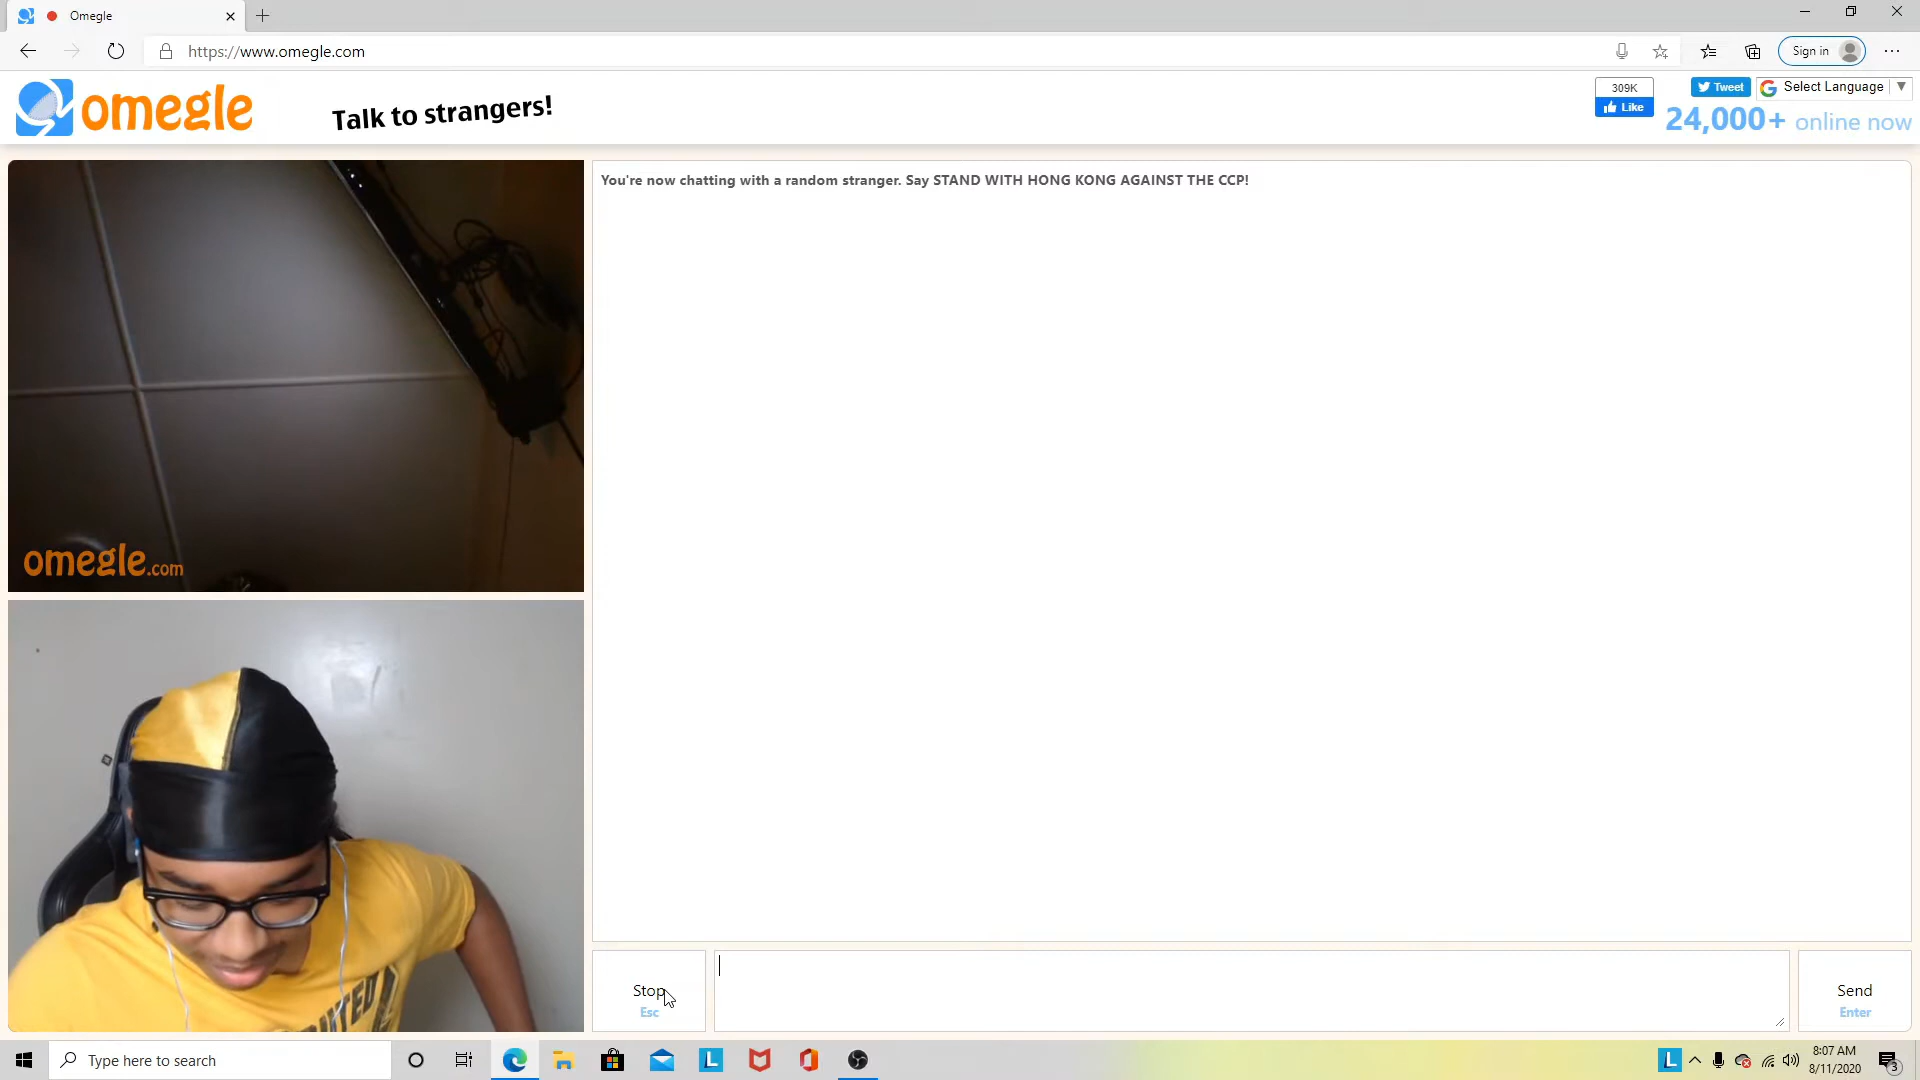 Omegle
https://www.omegle.com
Sign in
omegle
Talk to strangers!
309K
Like
Tweet
Select Language
24,000+ online now
You're now chatting with a random stranger. Say STAND WITH HONG KONG AGAINST THE CCP!
omegle.com
Stop
Esc
Send
Enter
Type here to search
8:07 AM
8/11/2020
3